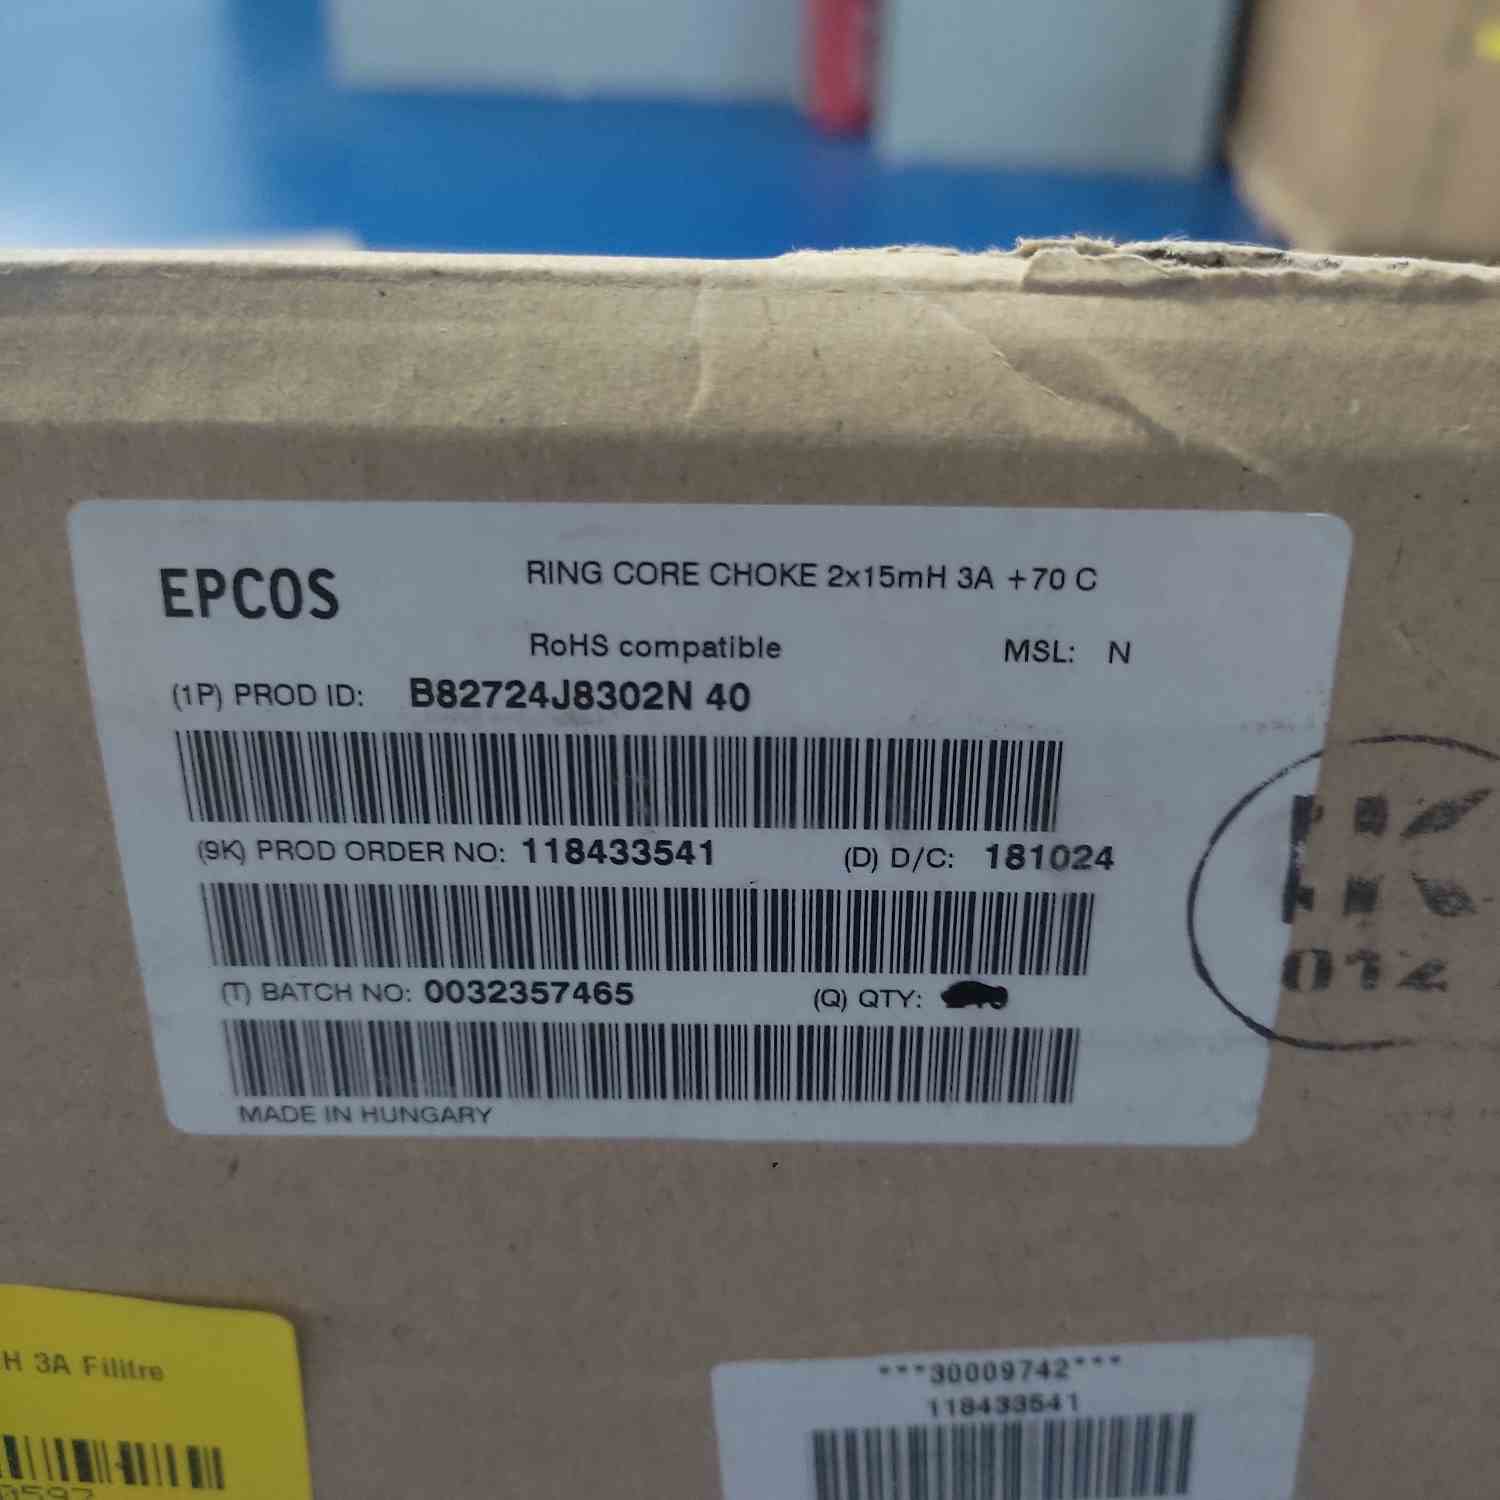 EPCOS
RING CORE CHOKE 2x15mH 3A +70 C
RoHS compatible
MSL: N
(1P) PROD ID: B82724J8302N 40
(9K) PROD ORDER NO: 118433541
(D) D/C: 181024
(T) BATCH NO: 0032357465
(Q) QTY:
MADE IN HUNGARY
012
H 3A Filitre
***30009742***
118433541